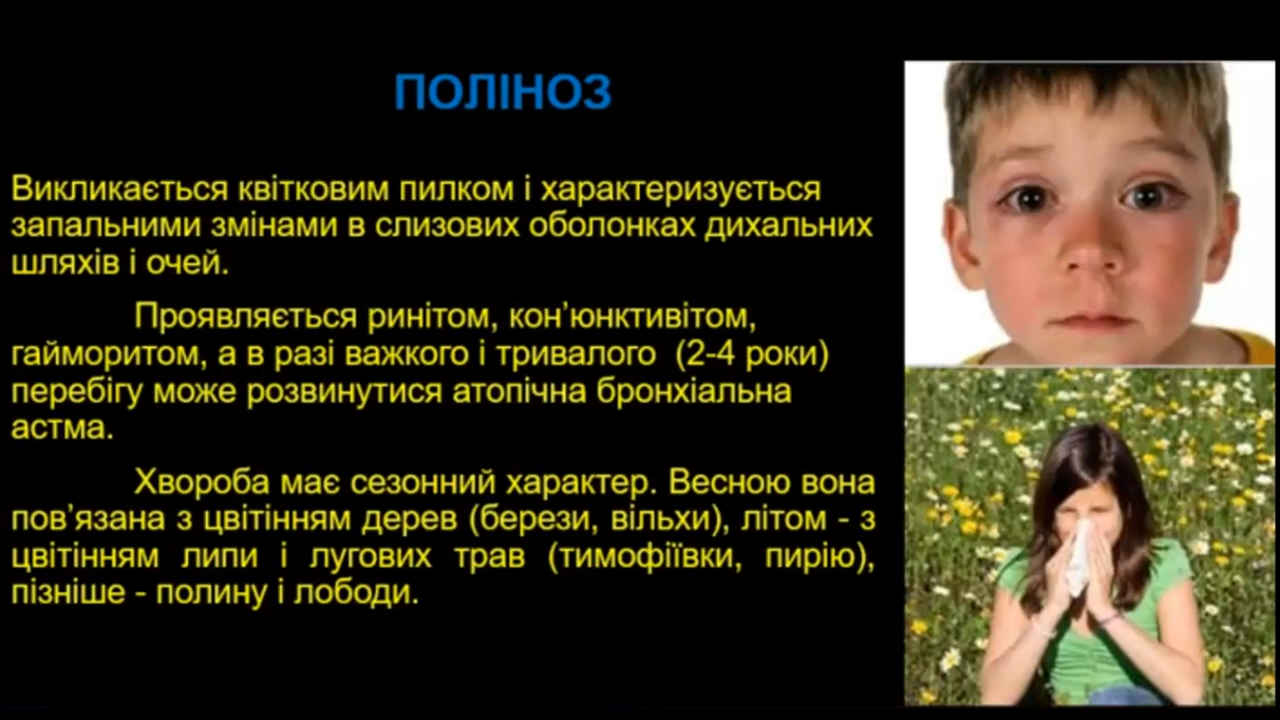 ПОЛІНОЗ
Викликається квітковим пилком і характеризується
запальними змінами в слизових оболонках дихальних
шляхів і очей.
Проявляється ринітом, кон’юнктивітом,
гайморитом, а в разі важкого і тривалого (2-4 роки)
перебігу може розвинутися атопічна бронхіальна
астма.
Хвороба має сезонний характер. Весною вона
пов’язана з цвітінням дерев (берези, вільхи), літом - з
цвітінням липи і лугових трав (тимофіївки, пирію),
пізніше - полину і лободи.